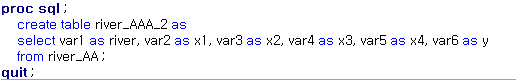 proc sql;
create table river_AAA_2 as
select var1 as river, var2 as x1, var3 as x2, var4 as x3, var5 as x4, var6 as y
from river_AA;
quit;